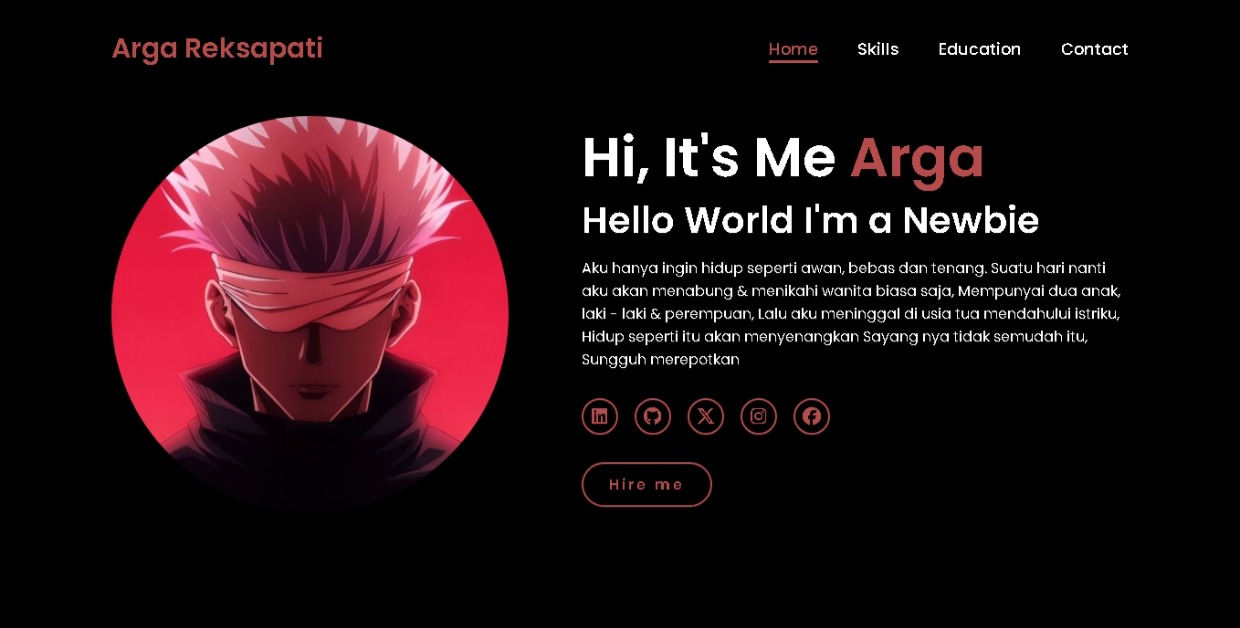 Arga Reksapati
Home Skills Education Contact
Hi, It's Me Arga
Hello World I'm a Newbie
Aku hanya ingin hidup seperti awan, bebas dan tenang. Suatu hari nanti
aku akan menabung & menikahi wanita biasa saja, Mempunyai dua anak,
laki - laki & perempuan, Lalu aku meninggal di usia tua mendahului istriku,
Hidup seperti itu akan menyenangkan Sayang nya tidak semudah itu,
Sungguh merepotkan
Hire me